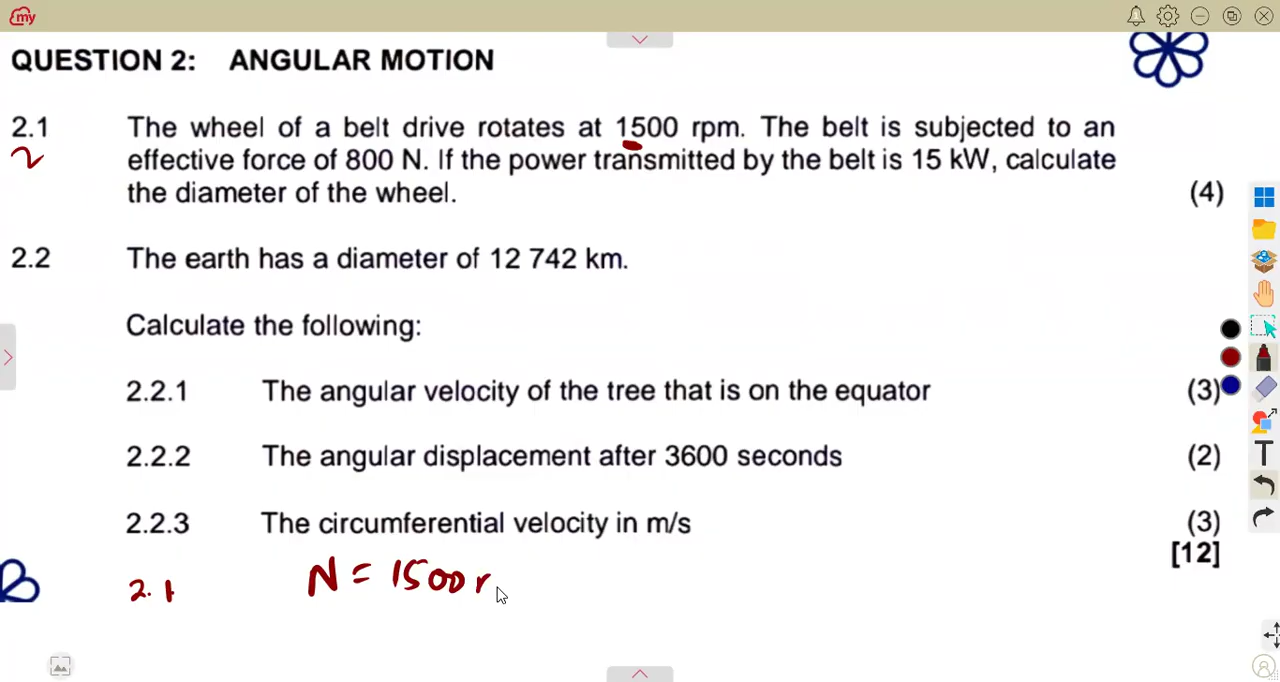 my
QUESTION 2: ANGULAR MOTION
2.1 The wheel of a belt drive rotates at 1500 rpm. The belt is subjected to an
effective force of 800 N. If the power transmitted by the belt is 15 kW, calculate
the diameter of the wheel. (4)
2.2 The earth has a diameter of 12 742 km.
Calculate the following:
2.2.1 The angular velocity of the tree that is on the equator (3)
2.2.2 The angular displacement after 3600 seconds (2)
2.2.3 The circumferential velocity in m/s (3)
[12]
2.1 N = 1500 r
T